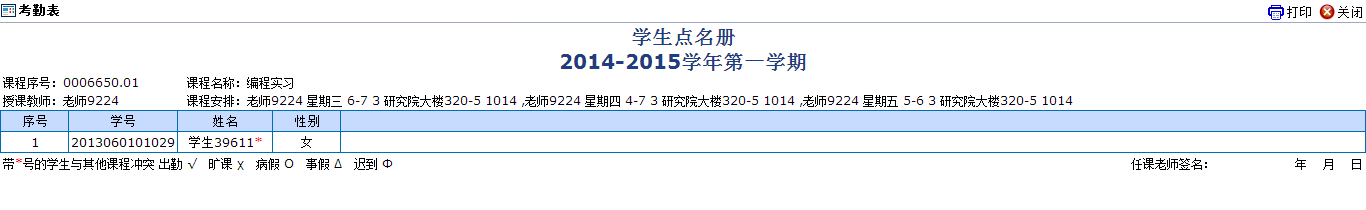 考勤表 打印 关闭
学生点名册
2014-2015学年第一学期
课程序号：0006650.01 课程名称：编程实习
授课教师：老师9224 课程安排：老师9224 星期三 6-7 3 研究院大楼320-5 1014 ,老师9224 星期四 4-7 3 研究院大楼320-5 1014 ,老师9224 星期五 5-6 3 研究院大楼320-5 1014
序号 学号 姓名 性别
1 2013060101029 学生39611* 女
带*号的学生与其他课程冲突 出勤 √ 旷课 χ 病假 Ο 事假 Δ 迟到 Φ 任课老师签名： 年 月 日